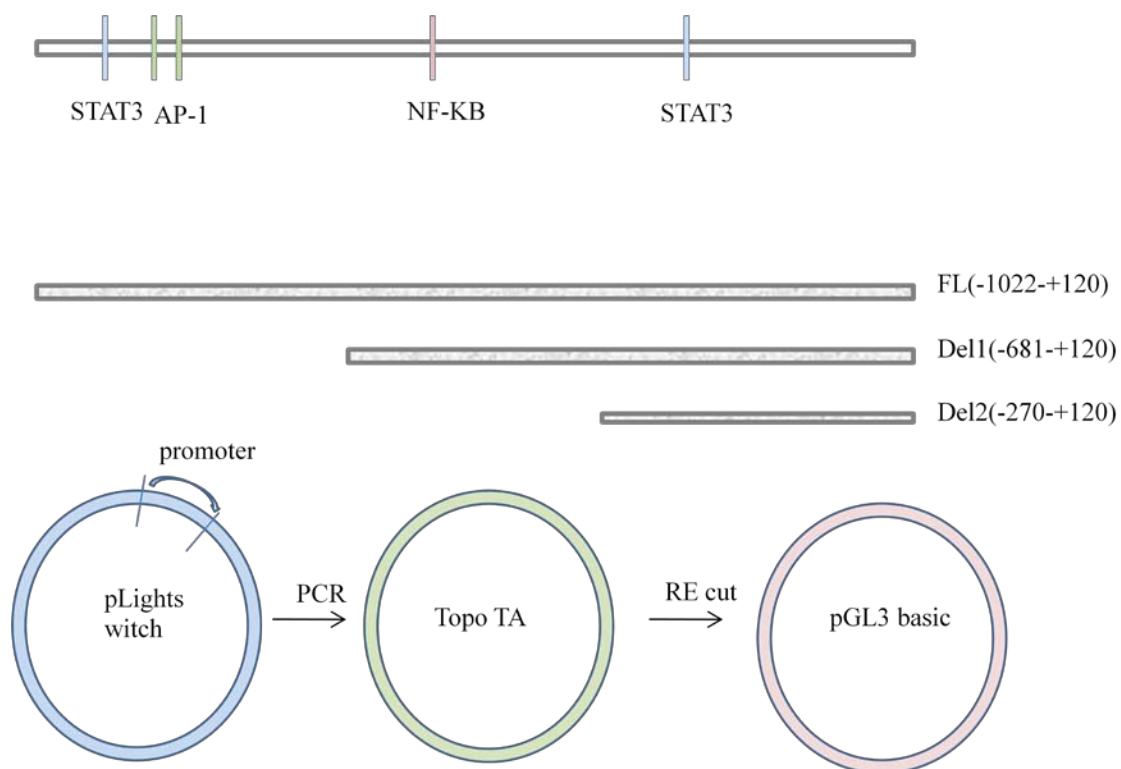 STAT3 AP-1 NF-KB STAT3
FL(-1022-+120)
Del1(-681-+120)
Del2(-270-+120)
promoter
pLights
witch
PCR
Topo TA
RE cut
pGL3 basic